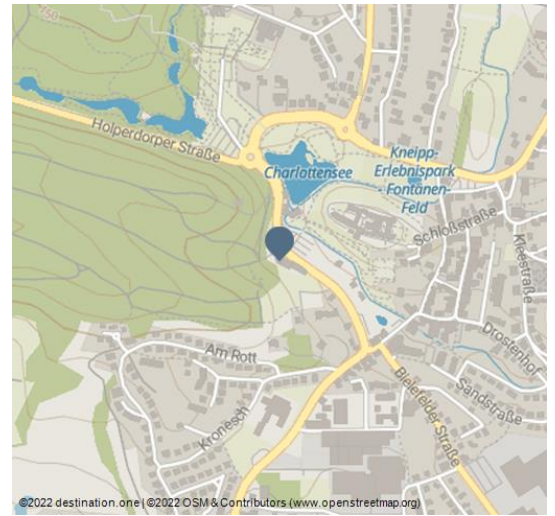 150
Holperdorper Straße
Charlottensee
Kneipp-
Erlebnispark
- Fontänen-
Feld
Schloßstraße
Kleestraße
Am Rott
Drostenhof
Kronesch
Bielefelder Straße
Sandstraße
©2022 destination.one | ©2022 OSM & Contributors (www.openstreetmap.org)